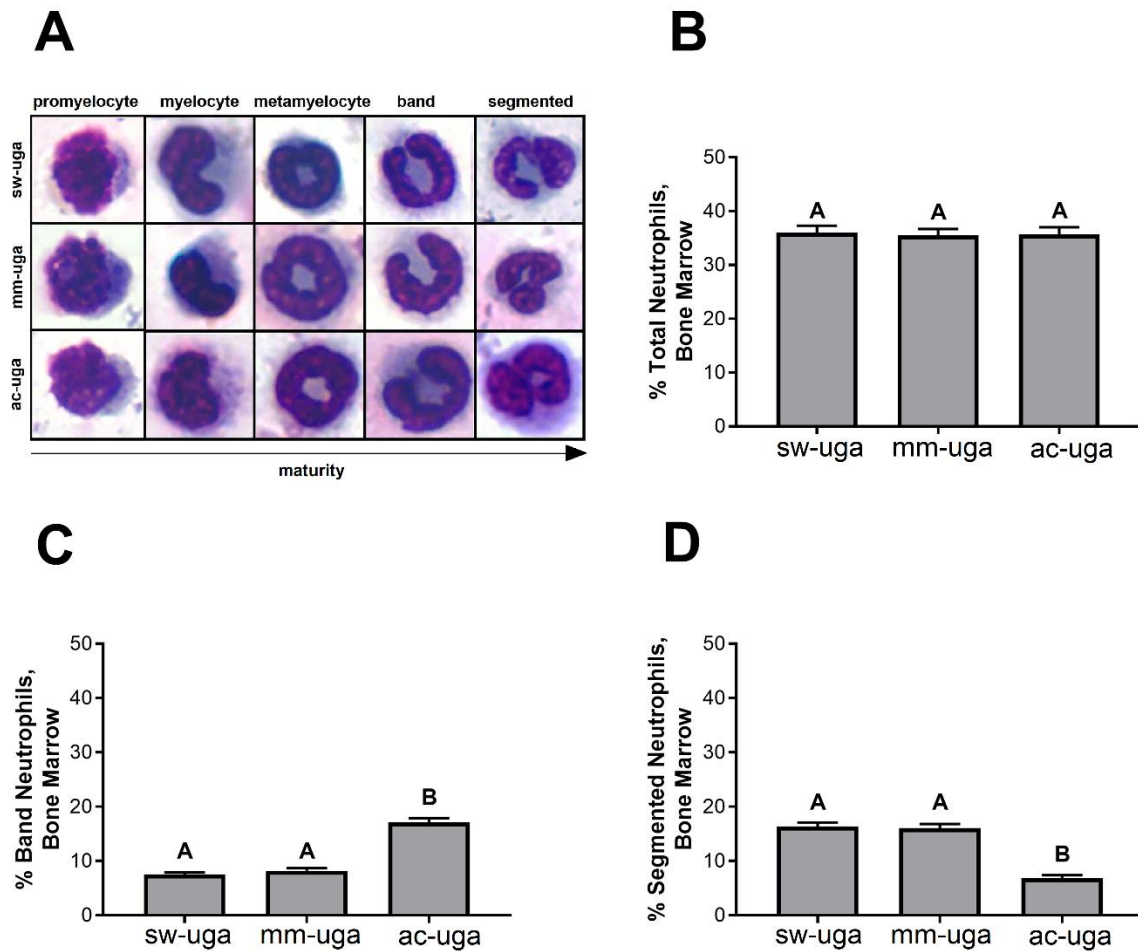 A
promyelocyte myelocyte metamyelocyte band segmented
sw-uga
mm-uga
ac-uga
maturity
B
% Total Neutrophils,
Bone Marrow
50
40
30
20
10
0
A A A
sw-uga mm-uga ac-uga
C
% Band Neutrophils,
Bone Marrow
50
40
30
20
10
0
A A B
sw-uga mm-uga ac-uga
D
% Segmented Neutrophils,
Bone Marrow
50
40
30
20
10
0
A A B
sw-uga mm-uga ac-uga